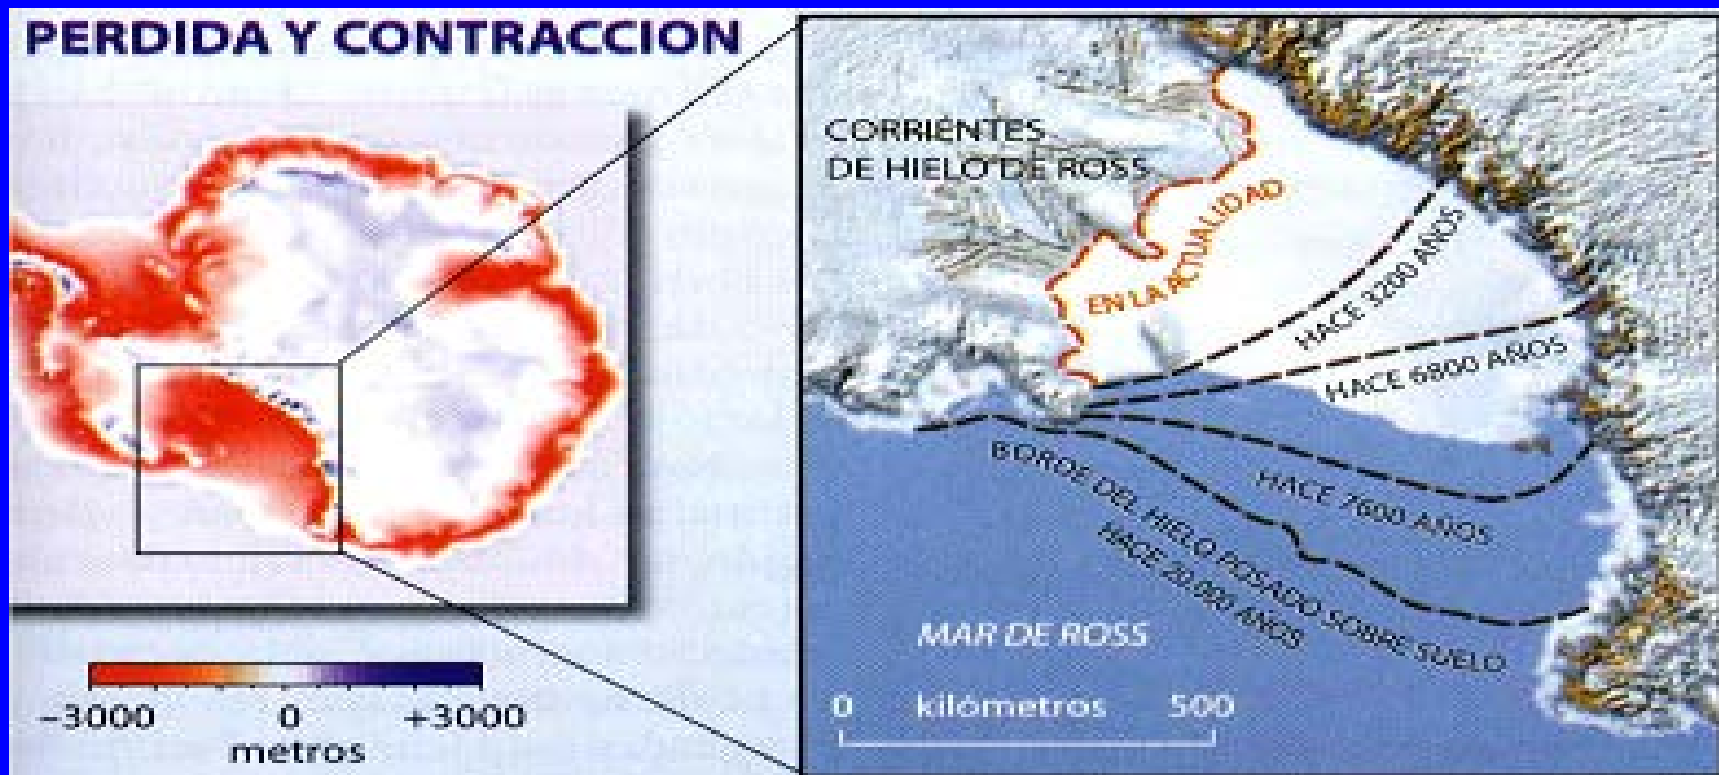 PERDIDA Y CONTRACCION
−3000 0 +3000
metros
CORRIENTES
DE HIELO DE ROSS
EN LA ACTUALIDAD
HACE 3200 AÑOS
HACE 6800 AÑOS
HACE 7600 AÑOS
BORDE DEL HIELO POSADO SOBRE SUELO
HACE 20.000 AÑOS
MAR DE ROSS
0 kilómetros 500